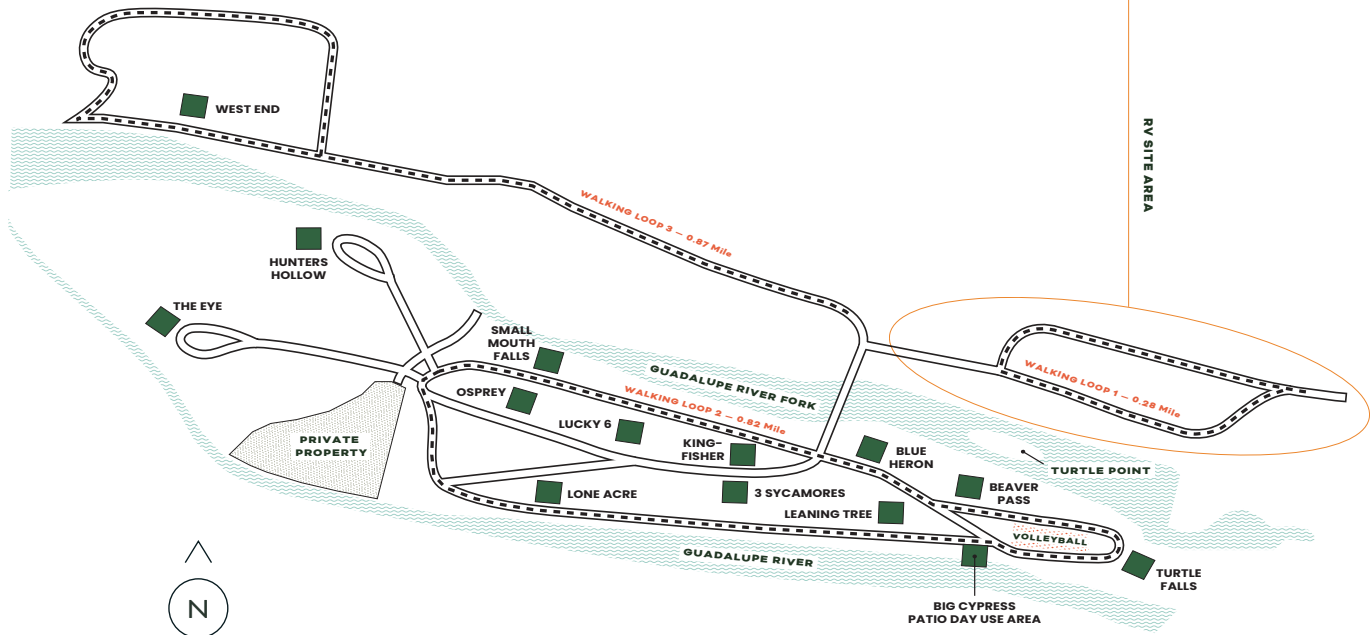 WEST END
RV SITE AREA
WALKING LOOP 3 — 0.87 Mile
HUNTERS
HOLLOW
THE EYE
SMALL
MOUTH
FALLS
GUADALUPE RIVER FORK
WALKING LOOP 1 — 0.28 Mile
OSPREY
WALKING LOOP 2 — 0.82 Mile
LUCKY 6
KING-
FISHER
PRIVATE
PROPERTY
BLUE
HERON
TURTLE POINT
LONE ACRE
3 SYCAMORES
BEAVER
PASS
LEANING TREE
VOLLEYBALL
GUADALUPE RIVER
TURTLE
FALLS
N
BIG CYPRESS
PATIO DAY USE AREA